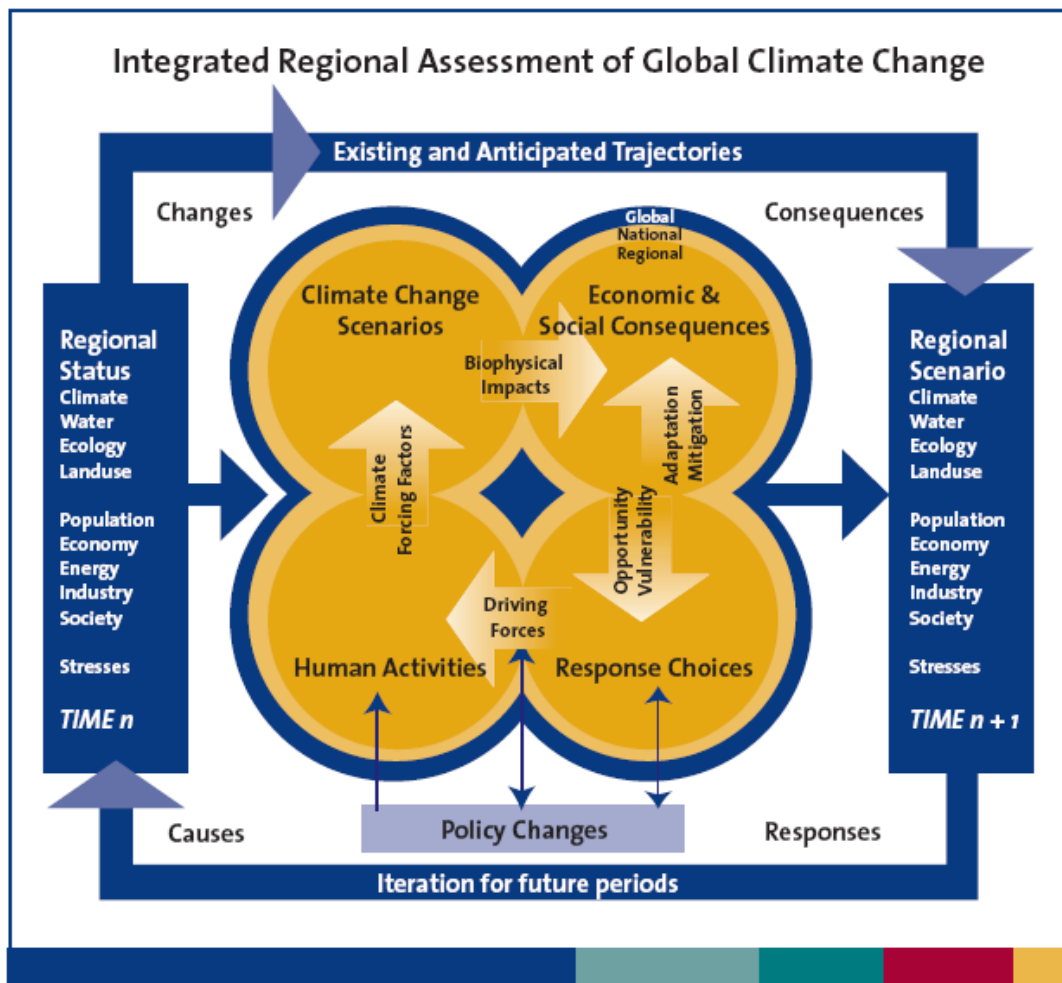 Integrated Regional Assessment of Global Climate Change
Existing and Anticipated Trajectories
Changes
Consequences
Global
National
Regional
Climate Change
Scenarios
Economic &
Social Consequences
Biophysical
Impacts
Adaptation
Mitigation
Climate
Forcing Factors
Opportunity
Vulnerability
Driving
Forces
Human Activities
Response Choices
Regional
Status
Climate
Water
Ecology
Landuse
Population
Economy
Energy
Industry
Society
Stresses
TIME n
Regional
Scenario
Climate
Water
Ecology
Landuse
Population
Economy
Energy
Industry
Society
Stresses
TIME n + 1
Causes
Policy Changes
Responses
Iteration for future periods